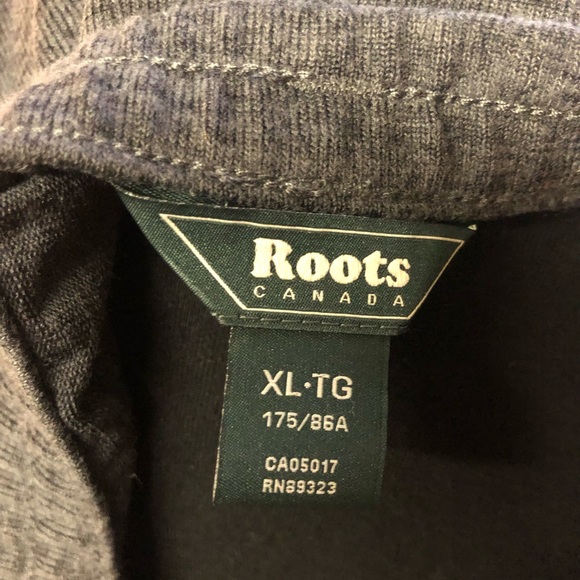 Roots
CANADA
XL·TG
175/86A
CA05017
RN89323